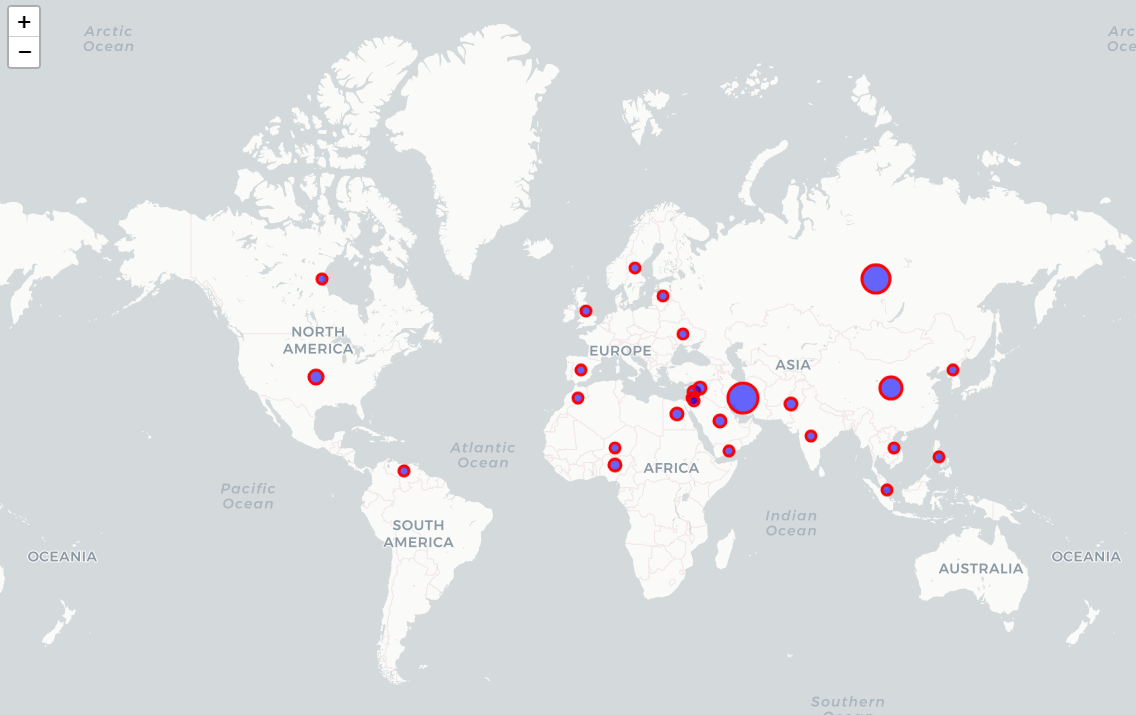 +
−
Arctic
Ocean
Arc
Oce
NORTH
AMERICA
EUROPE
ASIA
Atlantic
Ocean
AFRICA
Pacific
Ocean
SOUTH
AMERICA
Indian
Ocean
OCEANIA
AUSTRALIA
OCEANIA
Southern
Ocean